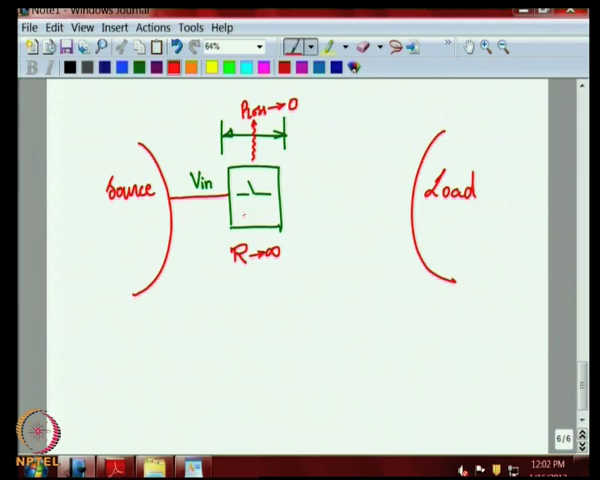 Note1 - Windows Journal
File Edit View Insert Actions Tools Help
64%
B I
Ploss→0
Source
Vin
Load
R→∞
6/6
NPTEL
12:02 PM